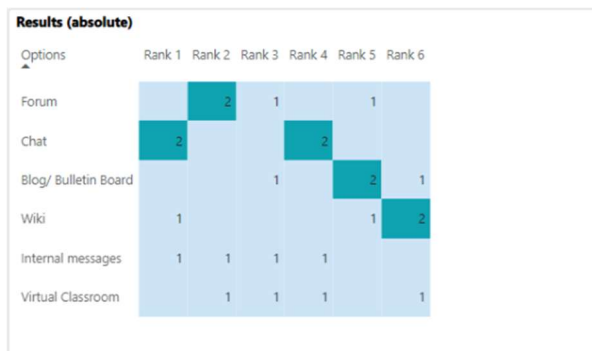 Results (absolute)
Options Rank 1 Rank 2 Rank 3 Rank 4 Rank 5 Rank 6
Forum 2 1 1
Chat 2 2
Blog/ Bulletin Board 1 2 1
Wiki 1 1 2
Internal messages 1 1 1 1
Virtual Classroom 1 1 1 1